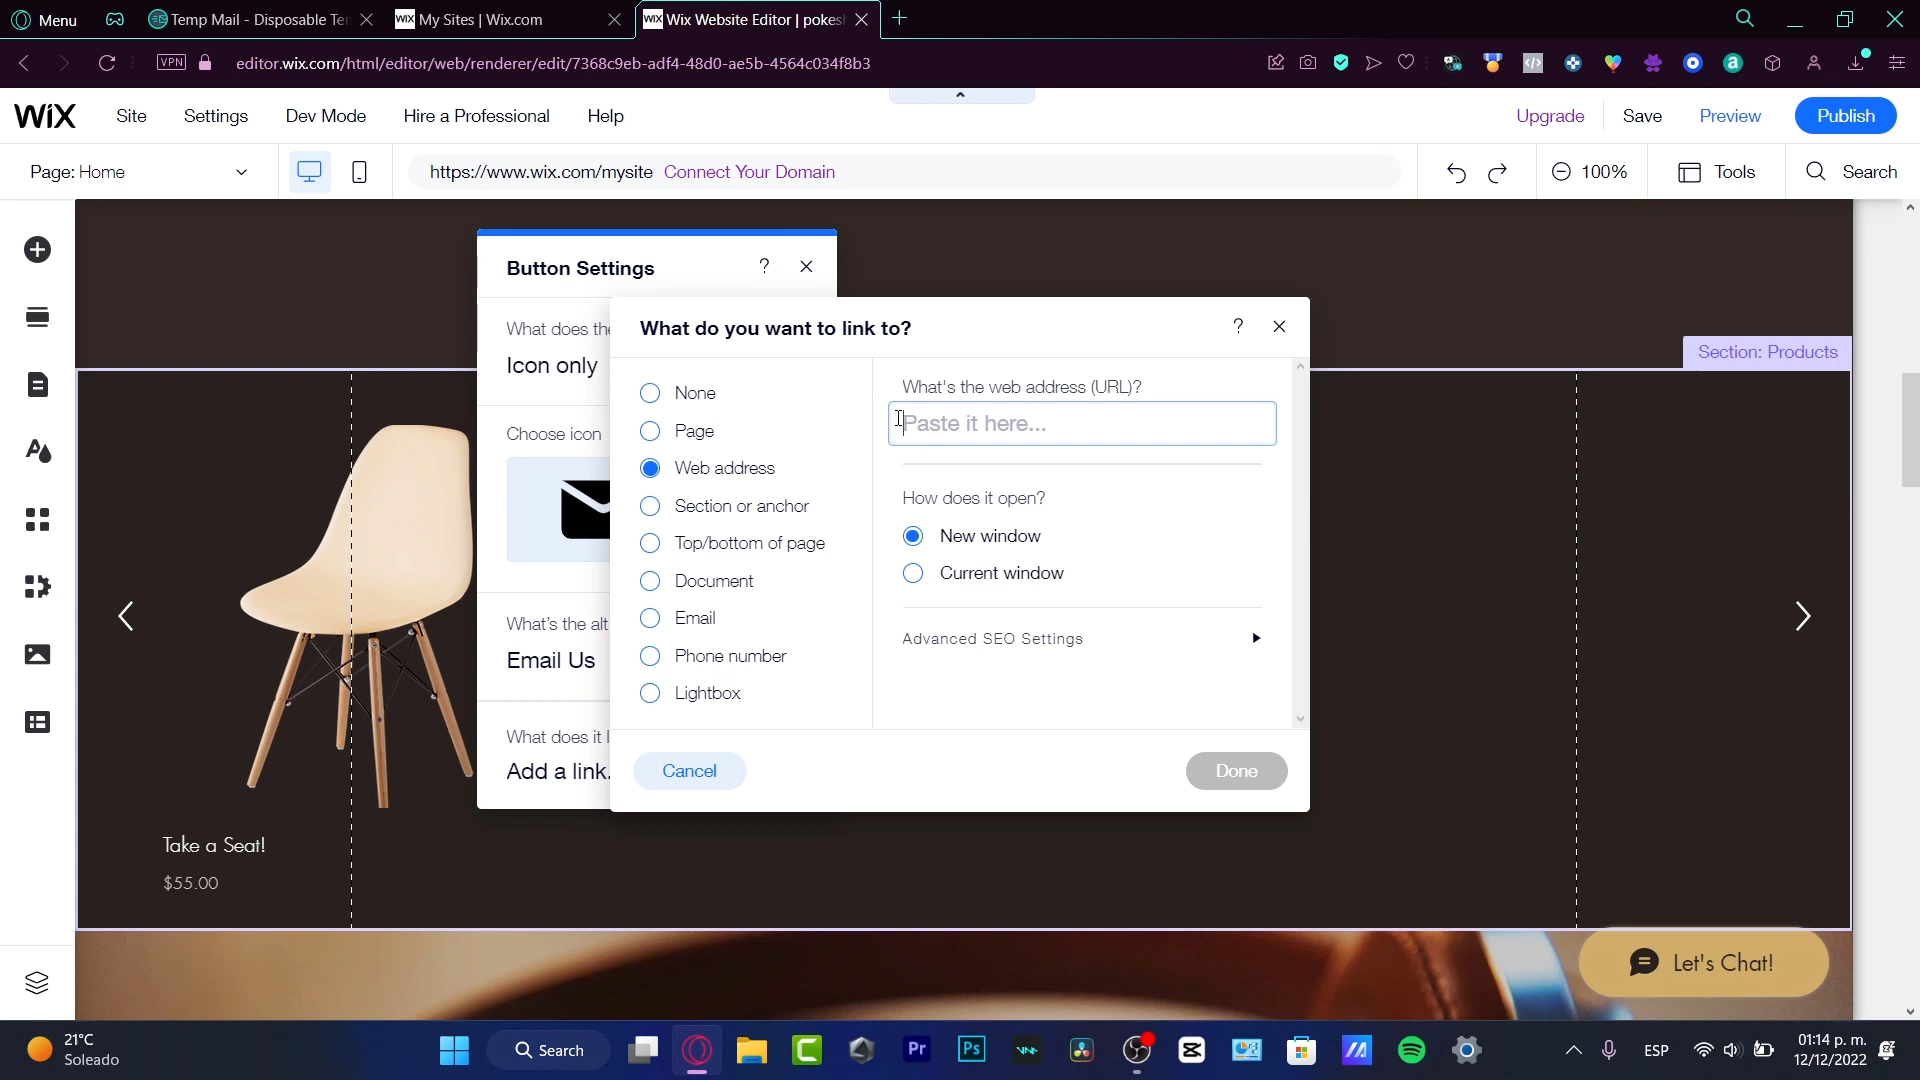 Menu
Temp Mail - Disposable Te
WiX My Sites | Wix.com
WiX Wix Website Editor | pokes
VPN
editor.wix.com/html/editor/web/renderer/edit/7368c9eb-adf4-48d0-ae5b-4564c034f8b3
WiX
Site
Settings
Dev Mode
Hire a Professional
Help
Upgrade
Save
Preview
Publish
Page: Home
https://www.wix.com/mysite Connect Your Domain
100%
Tools
Search
Button Settings
?
What does the
Icon only
Choose icon
What's the alt
Email Us
What does it l
Add a link.
What do you want to link to?
?
None
Page
Web address
Section or anchor
Top/bottom of page
Document
Email
Phone number
Lightbox
What's the web address (URL)?
Paste it here...
How does it open?
New window
Current window
Advanced SEO Settings
Cancel
Done
Section: Products
Take a Seat!
$55.00
Let's Chat!
21°C
Soleado
Search
Pr
Ps
ESP
01:14 p. m.
12/12/2022